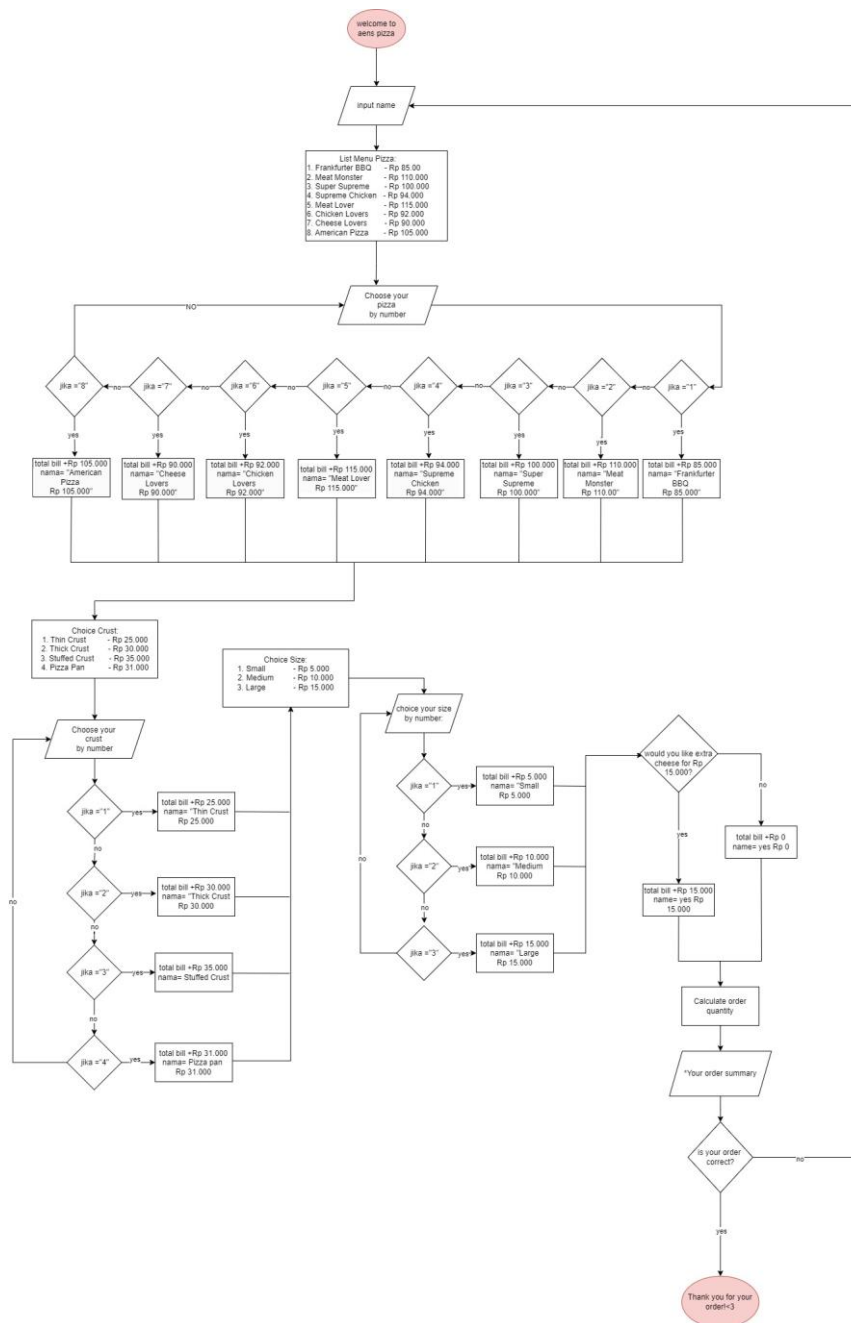 welcome to
aens pizza
input name
List Menu Pizza:
1. Frankfurter BBQ - Rp 85.00
2. Meat Monster - Rp 110.000
3. Super Supreme - Rp 100.000
4. Supreme Chicken - Rp 94.000
5. Meat Lover - Rp 115.000
6. Chicken Lovers - Rp 92.000
7. Cheese Lovers - Rp 90.000
8. American Pizza - Rp 105.000
Choose your
pizza
by number
NO
jika ="8"
no
jika ="7"
no
jika ="6"
no
jika ="5"
no
jika ="4"
no
jika ="3"
no
jika ="2"
no
jika ="1"
yes
yes
yes
yes
yes
yes
yes
yes
total bill +Rp 105.000
nama= "American
Pizza
Rp 105.000"
total bill +Rp 90.000
nama= "Cheese
Lovers
Rp 90.000"
total bill +Rp 92.000
nama= "Chicken
Lovers
Rp 92.000"
total bill +Rp 115.000
nama= "Meat Lover
Rp 115.000"
total bill +Rp 94.000
nama= "Supreme
Chicken
Rp 94.000"
total bill +Rp 100.000
nama= "Super
Supreme
Rp 100.000"
total bill +Rp 110.000
nama= "Meat
Monster
Rp 110.00"
total bill +Rp 85.000
nama= "Frankfurter
BBQ
Rp 85.000"
Choice Crust:
1. Thin Crust - Rp 25.000
2. Thick Crust - Rp 30.000
3. Stuffed Crust - Rp 35.000
4. Pizza Pan - Rp 31.000
Choose your
crust
by number
jika ="1"
yes
total bill +Rp 25.000
nama= "Thin Crust
Rp 25.000
no
jika ="2"
yes
total bill +Rp 30.000
nama= "Thick Crust
Rp 30.000
no
no
jika ="3"
yes
total bill +Rp 35.000
nama= Stuffed Crust
no
jika ="4"
yes
total bill +Rp 31.000
nama= Pizza pan
Rp 31.000
Choice Size:
1. Small - Rp 5.000
2. Medium - Rp 10.000
3. Large - Rp 15.000
choice your size
by number:
jika ="1"
yes
total bill +Rp 5.000
nama= "Small
Rp 5.000
no
no
jika ="2"
yes
total bill +Rp 10.000
nama= "Medium
Rp 10.000
no
jika ="3"
yes
total bill +Rp 15.000
nama= "Large
Rp 15.000
would you like extra
cheese for Rp
15.000?
no
total bill +Rp 0
name= yes Rp 0
yes
total bill +Rp 15.000
name= yes Rp
15.000
Calculate order
quantity
*Your order summary
is your order
correct?
no
yes
Thank you for your
order!<3